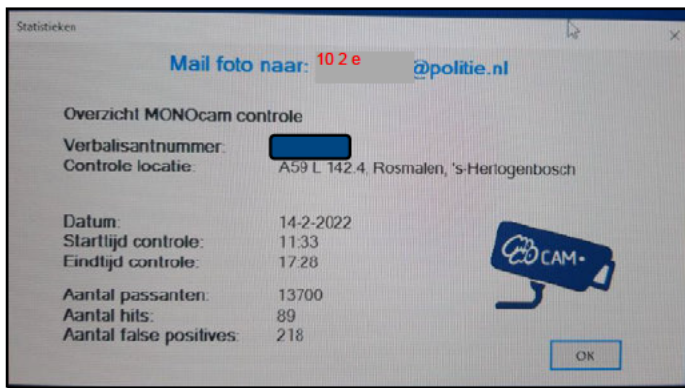 Statistieken
Mail foto naar: 10 2 e @politie.nl
Overzicht MONOcam controle
Verbalisantnummer:
Controle locatie: A59 L 142.4, Rosmalen, 's-Hertogenbosch
Datum: 14-2-2022
Starttijd controle: 11:33
Eindtijd controle: 17:28
CAM
Aantal passanten: 13700
Aantal hits: 89
Aantal false positives: 218
OK